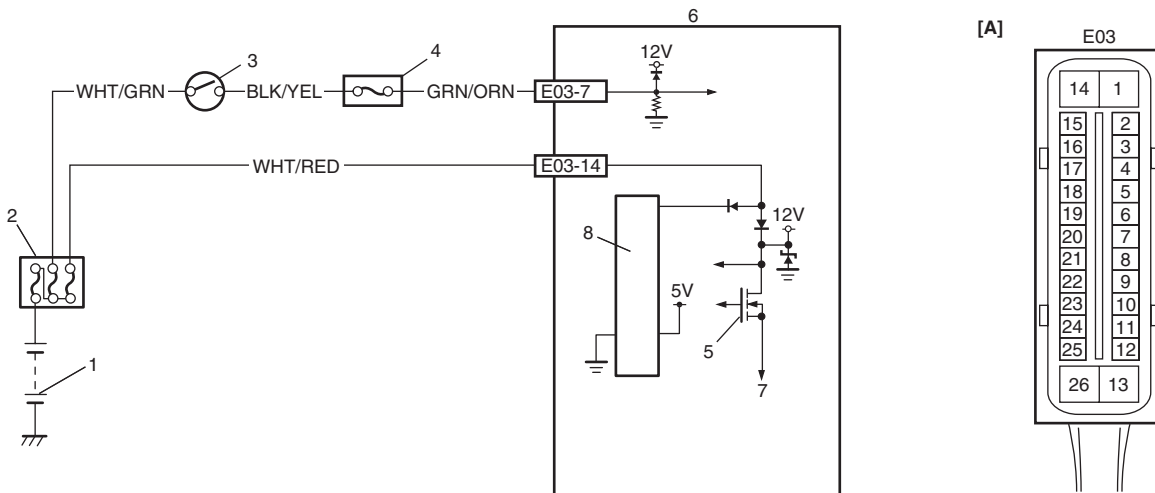 6
[A]
E03
12V
3
4
WHT/GRN
BLK/YEL
GRN/ORN
E03-7
WHT/RED
E03-14
2
8
12V
5V
5
7
1
14 1
15 2
16 3
17 4
18 5
19 6
20 7
21 8
22 9
23 10
24 11
25 12
26 13